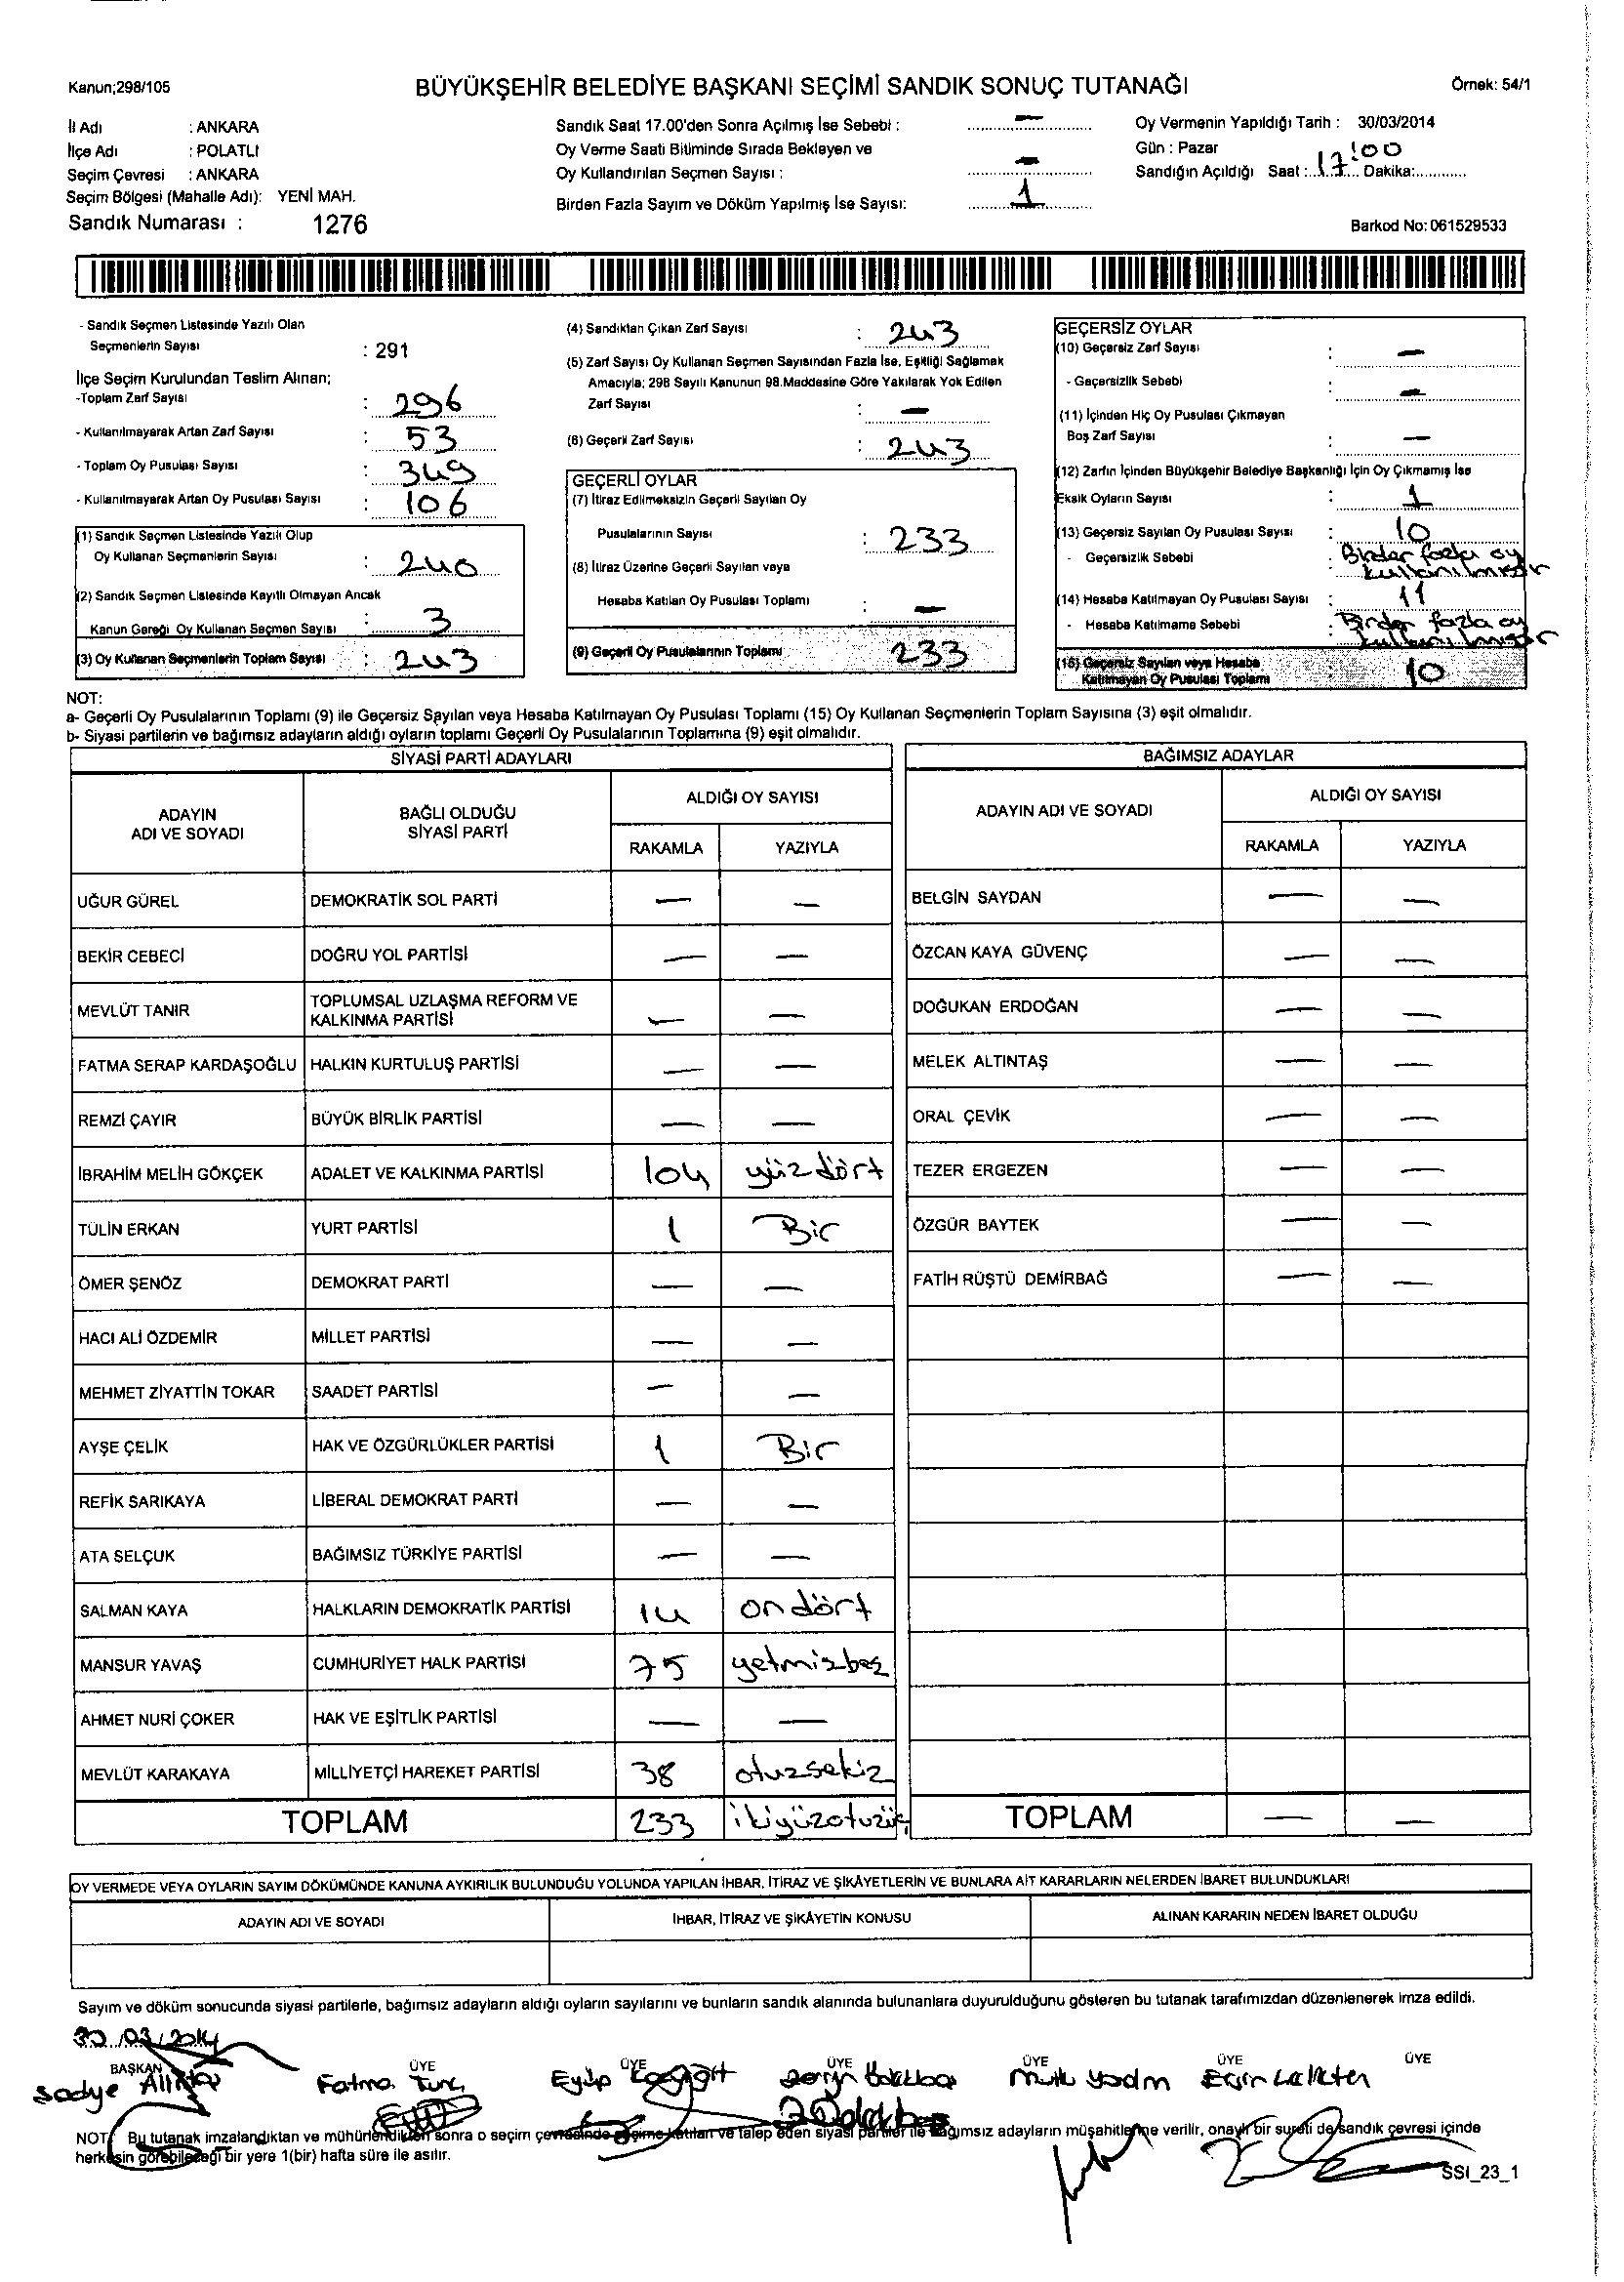 Kanun;298/105
BÜYÜKŞEHİR BELEDİYE BAŞKANI SEÇİMİ SANDIK SONUÇ TUTANAĞI
Örnek: 54/1
İl Adı : ANKARA
İlçe Adı : POLATLI
Seçim Çevresi : ANKARA
Seçim Bölgesi (Mahalle Adı): YENİ MAH.
Sandık Numarası : 1276
Sandık Saat 17.00'den Sonra Açılmış İse Sebebi : —
Oy Verme Saati Bitiminde Sırada Bekleyen ve
Oy Kullandırılan Seçmen Sayısı : —
Birden Fazla Sayım ve Döküm Yapılmış İse Sayısı: 1
Oy Vermenin Yapıldığı Tarih : 30/03/2014
Gün : Pazar
Sandığın Açıldığı Saat : 17:00 Dakika:
Barkod No: 061529533
- Sandık Seçmen Listesinde Yazılı Olan
Seçmenlerin Sayısı : 291
İlçe Seçim Kurulundan Teslim Alınan;
-Toplam Zarf Sayısı : 296
- Kullanılmayarak Artan Zarf Sayısı : 53
- Toplam Oy Pusulası Sayısı : 349
- Kullanılmayarak Artan Oy Pusulası Sayısı : 106
(1) Sandık Seçmen Listesinde Yazılı Olup
Oy Kullanan Seçmenlerin Sayısı : 240
(2) Sandık Seçmen Listesinde Kayıtlı Olmayan Ancak
Kanun Gereği Oy Kullanan Seçmen Sayısı : 3
(3) Oy Kullanan Seçmenlerin Toplam Sayısı : 243
(4) Sandıktan Çıkan Zarf Sayısı : 243
(5) Zarf Sayısı Oy Kullanan Seçmen Sayısından Fazla İse, Eşitliği Sağlamak
Amacıyla; 298 Sayılı Kanunun 98.Maddesine Göre Yakılarak Yok Edilen
Zarf Sayısı : —
(6) Geçerli Zarf Sayısı : 243
GEÇERLİ OYLAR
(7) İtiraz Edilmeksizin Geçerli Sayılan Oy
Pusulalarının Sayısı : 233
(8) İtiraz Üzerine Geçerli Sayılan veya
Hesaba Katılan Oy Pusulası Toplamı : —
(9) Geçerli Oy Pusulalarının Toplamı : 233
GEÇERSİZ OYLAR
(10) Geçersiz Zarf Sayısı : —
- Geçersizlik Sebebi : —
(11) İçinden Hiç Oy Pusulası Çıkmayan
Boş Zarf Sayısı : —
(12) Zarfın İçinden Büyükşehir Belediye Başkanlığı İçin Oy Çıkmamış İse
Eksik Oyların Sayısı : 1
(13) Geçersiz Sayılan Oy Pusulası Sayısı : 10
- Geçersizlik Sebebi : Birden fazla oy
kullanılmıştır
(14) Hesaba Katılmayan Oy Pusulası Sayısı : 11
- Hesaba Katılmama Sebebi : Birden fazla oy
kullanılmıştır
(15) Geçersiz Sayılan veya Hesaba
Katılmayan Oy Pusulası Toplamı : 10
NOT:
a- Geçerli Oy Pusulalarının Toplamı (9) ile Geçersiz Sayılan veya Hesaba Katılmayan Oy Pusulası Toplamı (15) Oy Kullanan Seçmenlerin Toplam Sayısına (3) eşit olmalıdır.
b- Siyasi partilerin ve bağımsız adayların aldığı oyların toplamı Geçerli Oy Pusulalarının Toplamına (9) eşit olmalıdır.
SİYASİ PARTİ ADAYLARI
ADAYIN ADI VE SOYADI BAĞLI OLDUĞU SİYASİ PARTİ ALDIĞI OY SAYISI
RAKAMLA YAZIYLA
UĞUR GÜREL DEMOKRATİK SOL PARTİ — —
BEKİR CEBECİ DOĞRU YOL PARTİSİ — —
MEVLÜT TANIR TOPLUMSAL UZLAŞMA REFORM VE KALKINMA PARTİSİ — —
FATMA SERAP KARDAŞOĞLU HALKIN KURTULUŞ PARTİSİ — —
REMZİ ÇAYIR BÜYÜK BİRLİK PARTİSİ — —
İBRAHİM MELİH GÖKÇEK ADALET VE KALKINMA PARTİSİ 104 yüzdört
TÜLİN ERKAN YURT PARTİSİ 1 Bir
ÖMER ŞENÖZ DEMOKRAT PARTİ — —
HACI ALİ ÖZDEMİR MİLLET PARTİSİ — —
MEHMET ZİYATTİN TOKAR SAADET PARTİSİ — —
AYŞE ÇELİK HAK VE ÖZGÜRLÜKLER PARTİSİ 1 Bir
REFİK SARIKAYA LİBERAL DEMOKRAT PARTİ — —
ATA SELÇUK BAĞIMSIZ TÜRKİYE PARTİSİ — —
SALMAN KAYA HALKLARIN DEMOKRATİK PARTİSİ 14 ondört
MANSUR YAVAŞ CUMHURİYET HALK PARTİSİ 75 yetmişbeş
AHMET NURİ ÇOKER HAK VE EŞİTLİK PARTİSİ — —
MEVLÜT KARAKAYA MİLLİYETÇİ HAREKET PARTİSİ 38 otuzsekiz
TOPLAM 233 ikiyüzotuzüç
BAĞIMSIZ ADAYLAR
ADAYIN ADI VE SOYADI ALDIĞI OY SAYISI
RAKAMLA YAZIYLA
BELGİN SAYDAN — —
ÖZCAN KAYA GÜVENÇ — —
DOĞUKAN ERDOĞAN — —
MELEK ALTINTAŞ — —
ORAL ÇEVİK — —
TEZER ERGEZEN — —
ÖZGÜR BAYTEK — —
FATİH RÜŞTÜ DEMİRBAĞ — —
TOPLAM — —
OY VERMEDE VEYA OYLARIN SAYIM DÖKÜMÜNDE KANUNA AYKIRILIK BULUNDUĞU YOLUNDA YAPILAN İHBAR, İTİRAZ VE ŞİKÂYETLERİN VE BUNLARA AİT KARARLARIN NELERDEN İBARET BULUNDUKLARI
ADAYIN ADI VE SOYADI İHBAR, İTİRAZ VE ŞİKÂYETİN KONUSU ALINAN KARARIN NEDEN İBARET OLDUĞU
Sayım ve döküm sonucunda siyasi partilerle, bağımsız adayların aldığı oyların sayılarını ve bunların sandık alanında bulunanlara duyurulduğunu gösteren bu tutanak tarafımızdan düzenlenerek imza edildi.
30.03.2014
BAŞKAN ÜYE ÜYE ÜYE ÜYE ÜYE ÜYE
Fatma Eyüp
NOT: Bu tutanak imzalandıktan ve mühürlendikten sonra o seçim çevresinde seçime katılan ve talep eden siyasi partiler ile bağımsız adayların müşahitlerine verilir, onaylı bir sureti de sandık çevresi içinde
herkesin görebileceği bir yere 1(bir) hafta süre ile asılır.
SSI_23_1